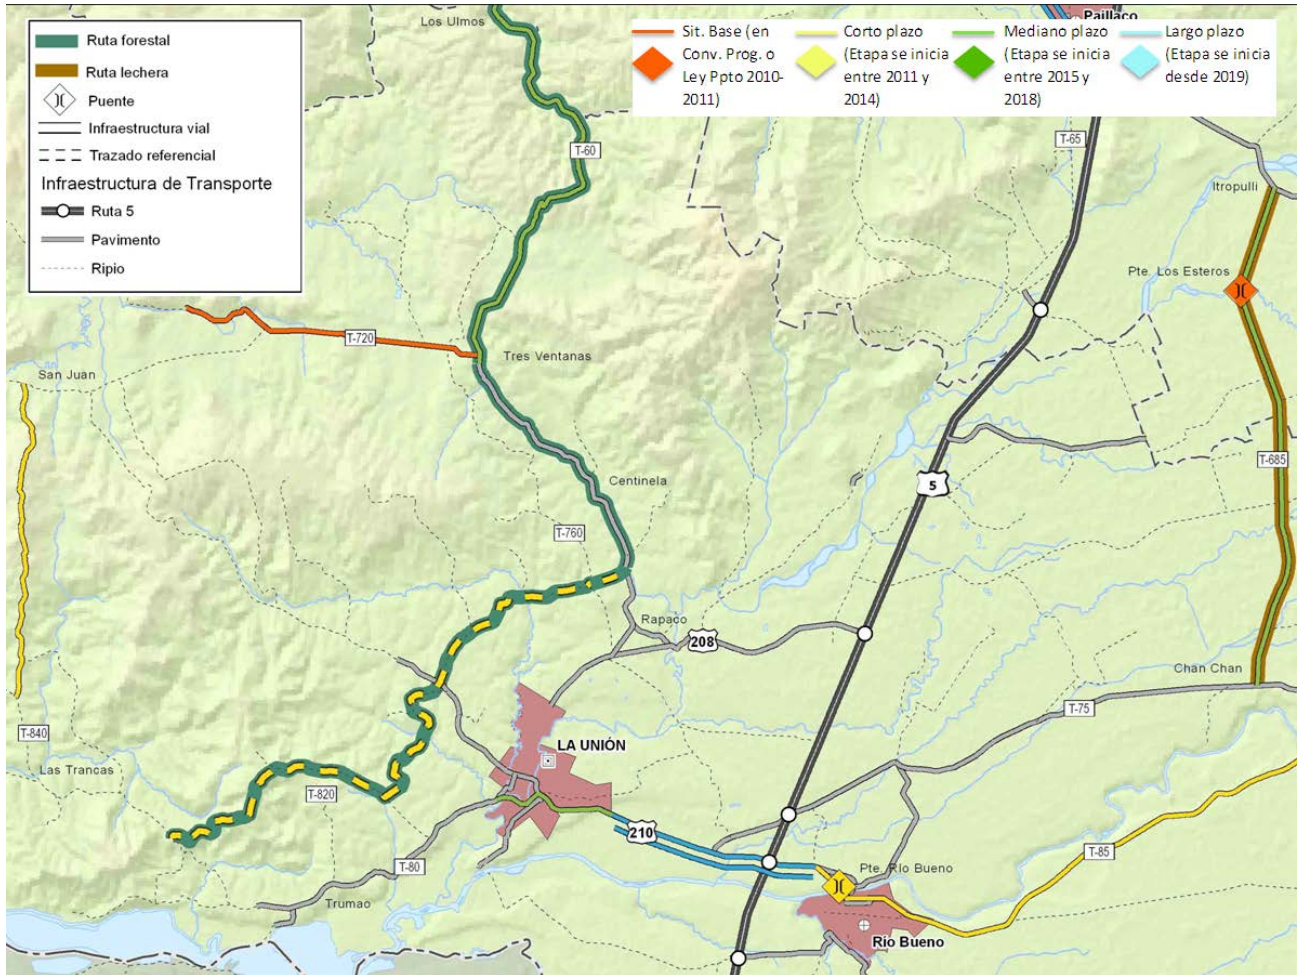 Ruta forestal
Ruta lechera
Puente
Infraestructura vial
Trazado referencial
Infraestructura de Transporte
Ruta 5
Pavimento
Ripio
Sit. Base (en
Conv. Prog. o
Ley Ppto 2010-
2011)
Corto plazo
(Etapa se inicia
entre 2011 y
2014)
Mediano plazo
(Etapa se inicia
entre 2015 y
2018)
Largo plazo
(Etapa se inicia
desde 2019)
Los Ulmos
Paillaco
T-65
T-60
Itropulli
Pte. Los Esteros
T-720
Tres Ventanas
San Juan
T-685
Centinela
5
T-760
Rapaco
208
Chan Chan
T-75
T-840
LA UNIÓN
Las Trancas
T-820
210
T-85
T-80
Pte. Río Bueno
Trumao
Río Bueno